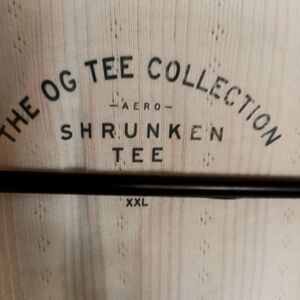 THE OG TEE COLLECTION
— AERO —
SHRUNKEN
TEE
XXL